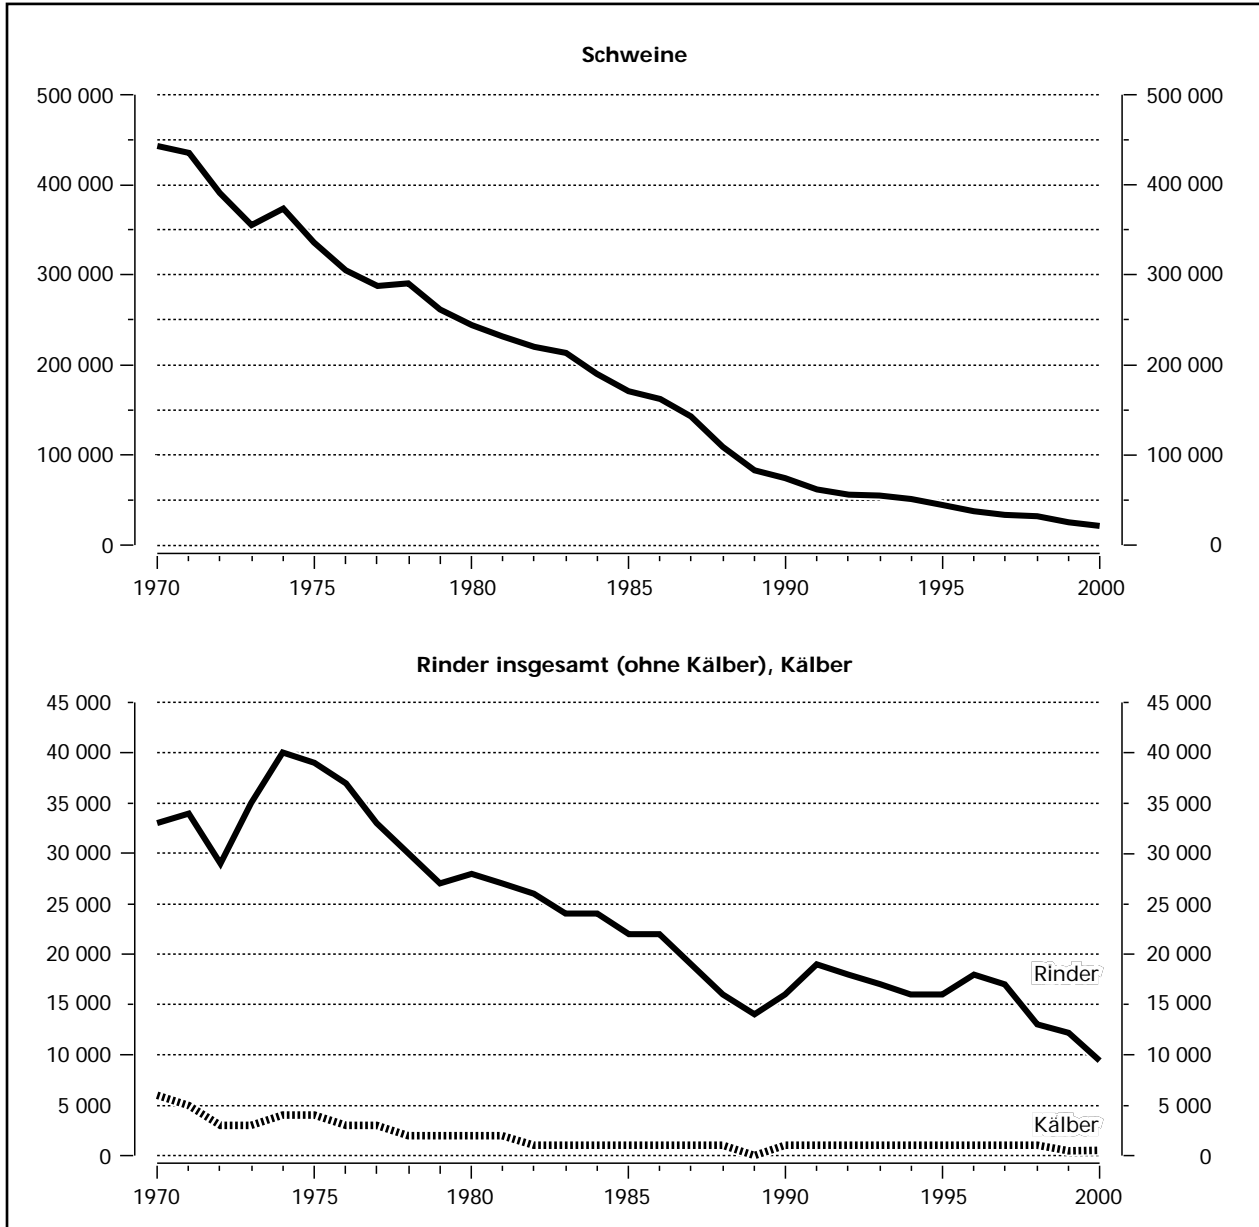 Schweine
500 000 500 000
400 000 400 000
300 000 300 000
200 000 200 000
100 000 100 000
0 0
1970 1975 1980 1985 1990 1995 2000
Rinder insgesamt (ohne Kälber), Kälber
45 000 45 000
40 000 40 000
35 000 35 000
30 000 30 000
25 000 25 000
20 000 20 000
Rinder
15 000 15 000
10 000 10 000
5 000 5 000
Kälber
0 0
1970 1975 1980 1985 1990 1995 2000